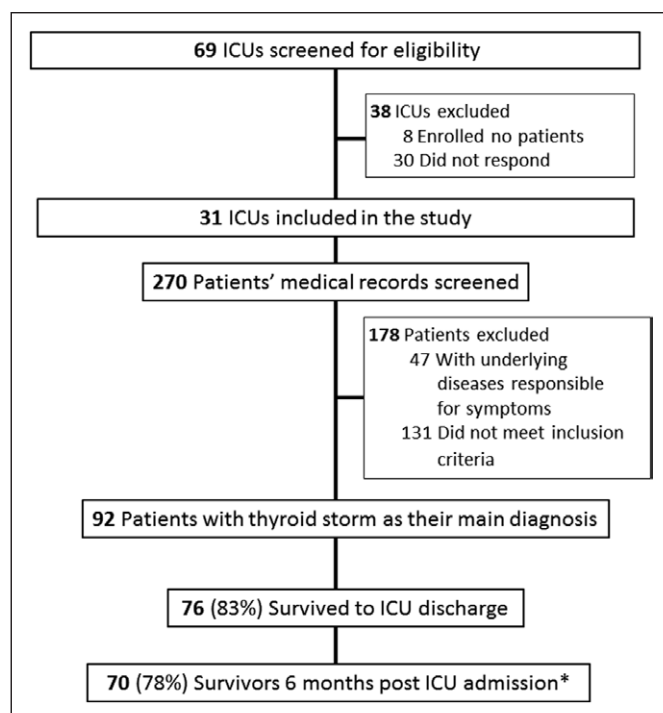 69 ICUs screened for eligibility
38 ICUs excluded
8 Enrolled no patients
30 Did not respond
31 ICUs included in the study
270 Patients’ medical records screened
178 Patients excluded
47 With underlying
diseases responsible
for symptoms
131 Did not meet inclusion
criteria
92 Patients with thyroid storm as their main diagnosis
76 (83%) Survived to ICU discharge
70 (78%) Survivors 6 months post ICU admission*